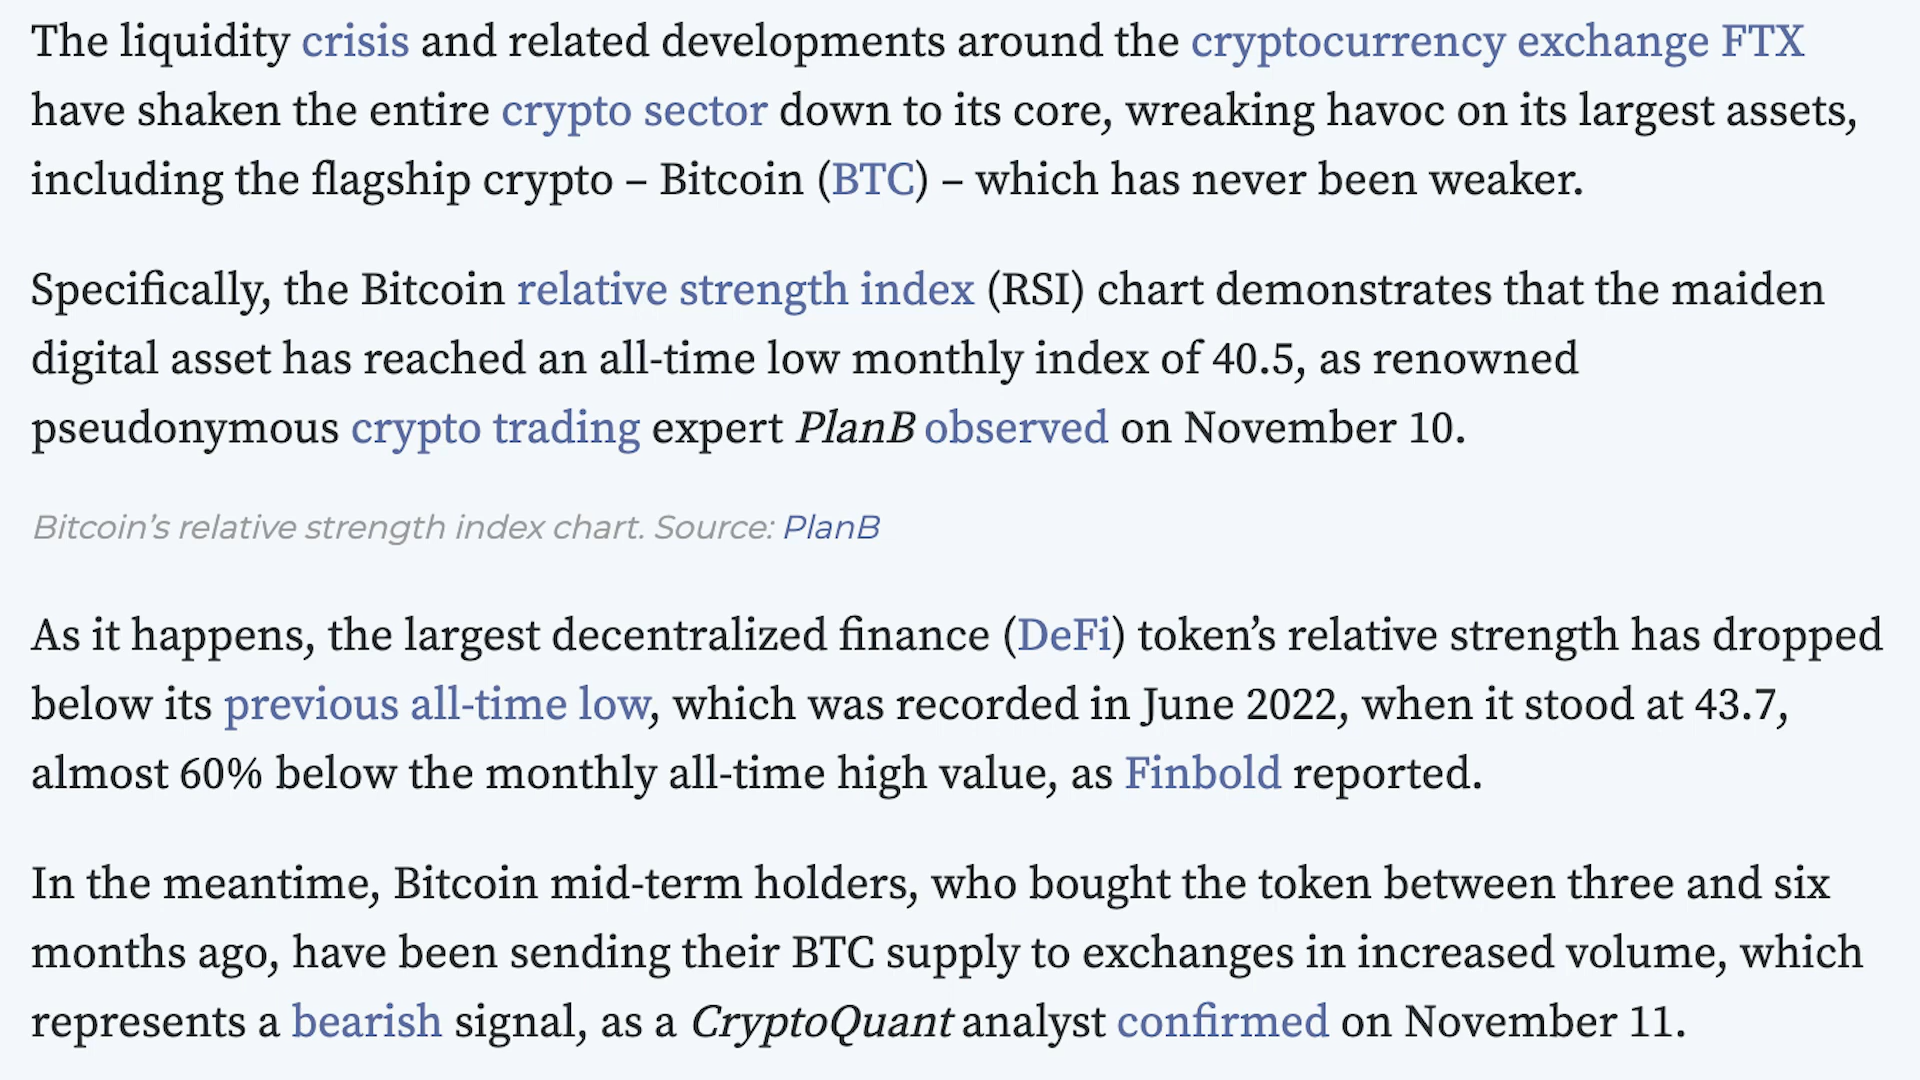 The liquidity crisis and related developments around the cryptocurrency exchange FTX
have shaken the entire crypto sector down to its core, wreaking havoc on its largest assets,
including the flagship crypto – Bitcoin (BTC) – which has never been weaker.
Specifically, the Bitcoin relative strength index (RSI) chart demonstrates that the maiden
digital asset has reached an all-time low monthly index of 40.5, as renowned
pseudonymous crypto trading expert PlanB observed on November 10.
Bitcoin’s relative strength index chart. Source: PlanB
As it happens, the largest decentralized finance (DeFi) token’s relative strength has dropped
below its previous all-time low, which was recorded in June 2022, when it stood at 43.7,
almost 60% below the monthly all-time high value, as Finbold reported.
In the meantime, Bitcoin mid-term holders, who bought the token between three and six
months ago, have been sending their BTC supply to exchanges in increased volume, which
represents a bearish signal, as a CryptoQuant analyst confirmed on November 11.